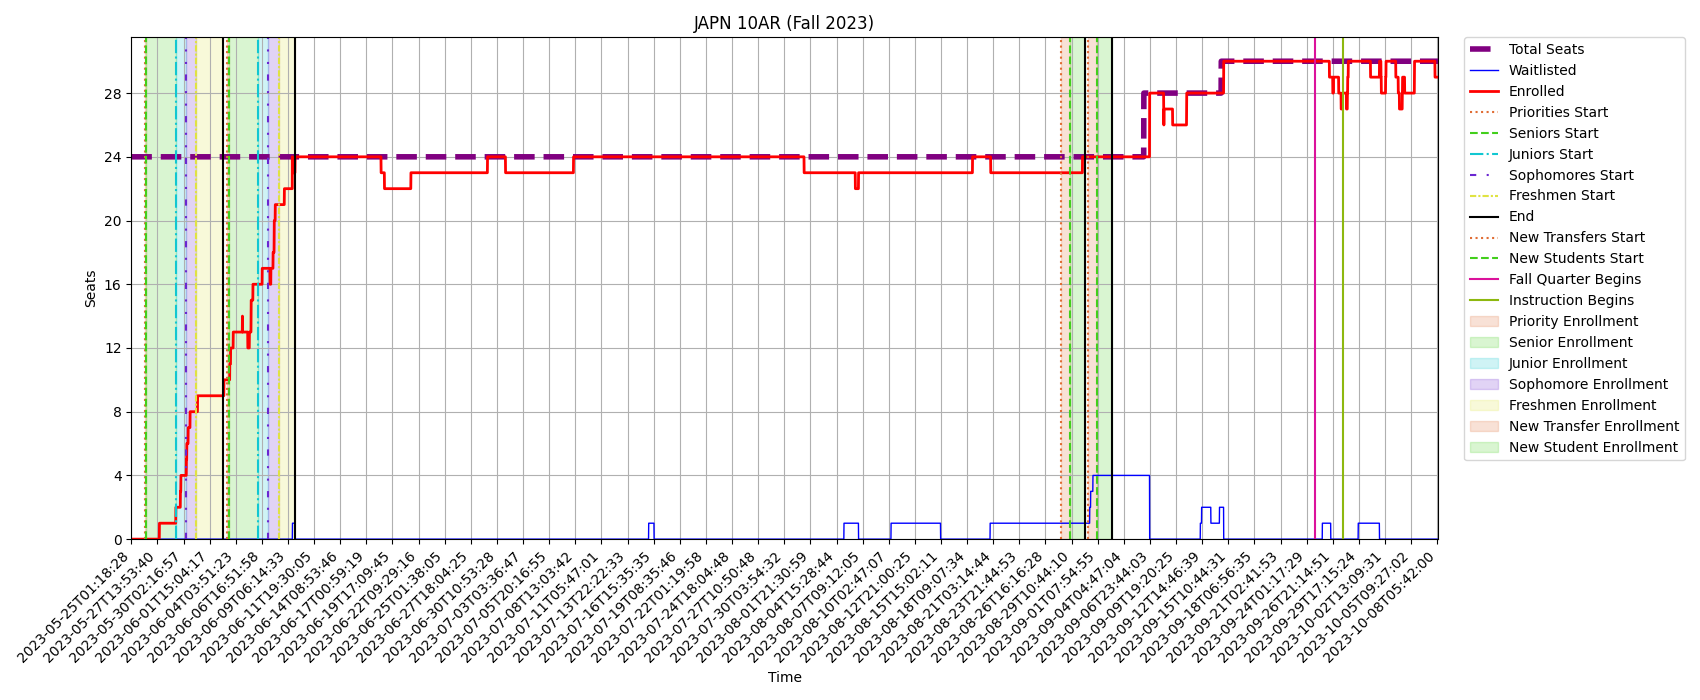 JAPN 10AR (Fall 2023)
Seats
28
24
20
16
12
8
4
0
2023-05-25T01:18:28
2023-05-27T13:53:40
2023-05-30T02:16:57
2023-06-01T15:04:17
2023-06-04T03:51:23
2023-06-06T16:51:58
2023-06-09T06:14:33
2023-06-11T19:30:05
2023-06-14T08:53:46
2023-06-17T00:59:19
2023-06-19T17:09:45
2023-06-22T09:29:16
2023-06-25T01:38:05
2023-06-27T18:04:25
2023-06-30T10:53:28
2023-07-03T03:36:47
2023-07-05T20:16:55
2023-07-08T13:03:42
2023-07-11T05:47:01
2023-07-13T22:22:33
2023-07-16T15:35:35
2023-07-19T08:35:46
2023-07-22T01:19:58
2023-07-24T18:04:48
2023-07-27T10:50:48
2023-07-30T03:54:32
2023-08-01T21:30:59
2023-08-04T15:28:44
2023-08-07T09:12:05
2023-08-10T02:47:07
2023-08-12T21:00:25
2023-08-15T15:02:11
2023-08-18T09:07:34
2023-08-21T03:14:44
2023-08-23T21:44:53
2023-08-26T16:16:28
2023-08-29T10:44:10
2023-09-01T07:54:55
2023-09-04T04:47:04
2023-09-06T23:44:03
2023-09-09T19:20:25
2023-09-12T14:46:39
2023-09-15T10:44:31
2023-09-18T06:56:35
2023-09-21T02:41:53
2023-09-24T01:17:29
2023-09-26T21:14:51
2023-09-29T17:15:24
2023-10-02T13:09:31
2023-10-05T09:27:02
2023-10-08T05:42:00
Time
Total Seats
Waitlisted
Enrolled
Priorities Start
Seniors Start
Juniors Start
Sophomores Start
Freshmen Start
End
New Transfers Start
New Students Start
Fall Quarter Begins
Instruction Begins
Priority Enrollment
Senior Enrollment
Junior Enrollment
Sophomore Enrollment
Freshmen Enrollment
New Transfer Enrollment
New Student Enrollment